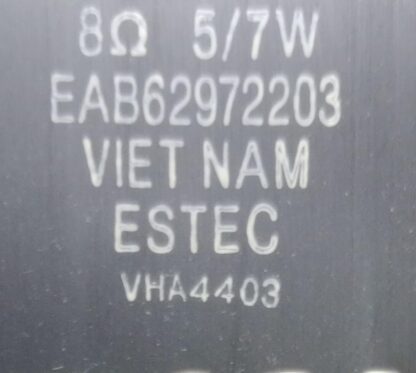 8Ω 5/7W
EAB62972203
VIET NAM
ESTEC
VHA4403